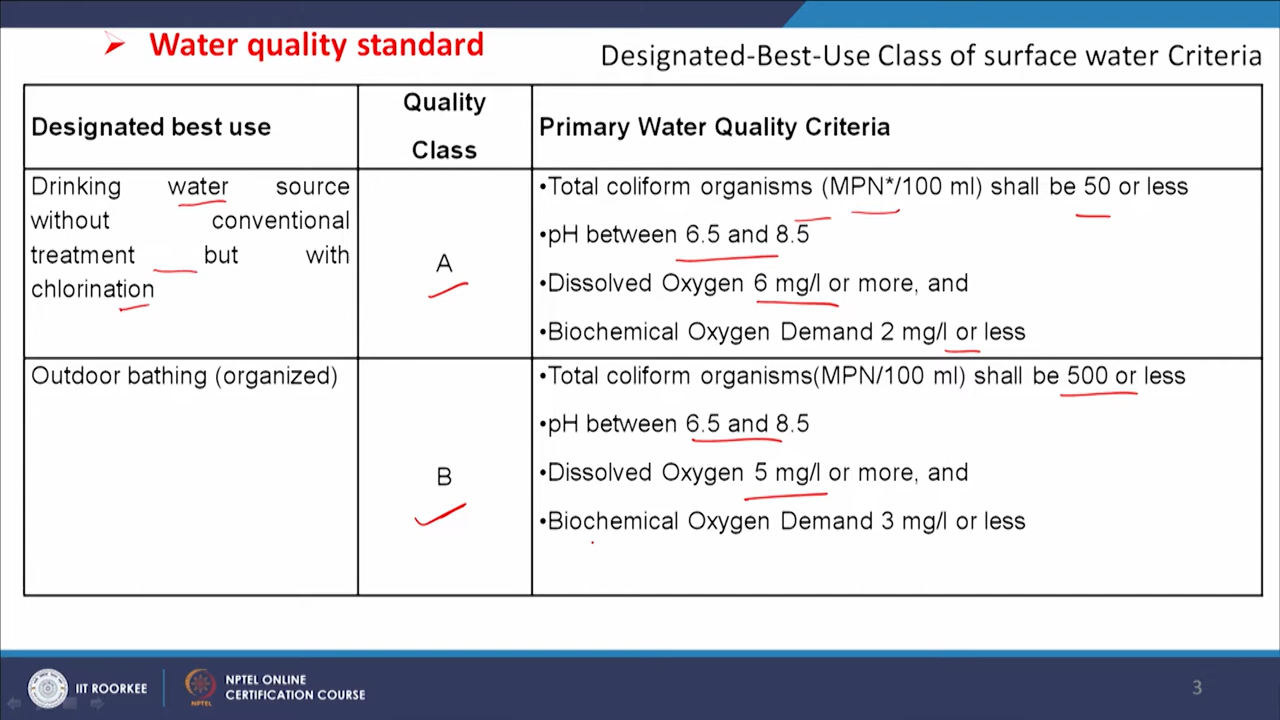 Water quality standard
Designated-Best-Use Class of surface water Criteria
Designated best use
Quality
Class
Primary Water Quality Criteria
Drinking water source
without conventional
treatment but with
chlorination
A
•Total coliform organisms (MPN*/100 ml) shall be 50 or less
•pH between 6.5 and 8.5
•Dissolved Oxygen 6 mg/l or more, and
•Biochemical Oxygen Demand 2 mg/l or less
Outdoor bathing (organized)
B
•Total coliform organisms(MPN/100 ml) shall be 500 or less
•pH between 6.5 and 8.5
•Dissolved Oxygen 5 mg/l or more, and
•Biochemical Oxygen Demand 3 mg/l or less
IIT ROORKEE
NPTEL
NPTEL ONLINE
CERTIFICATION COURSE
3